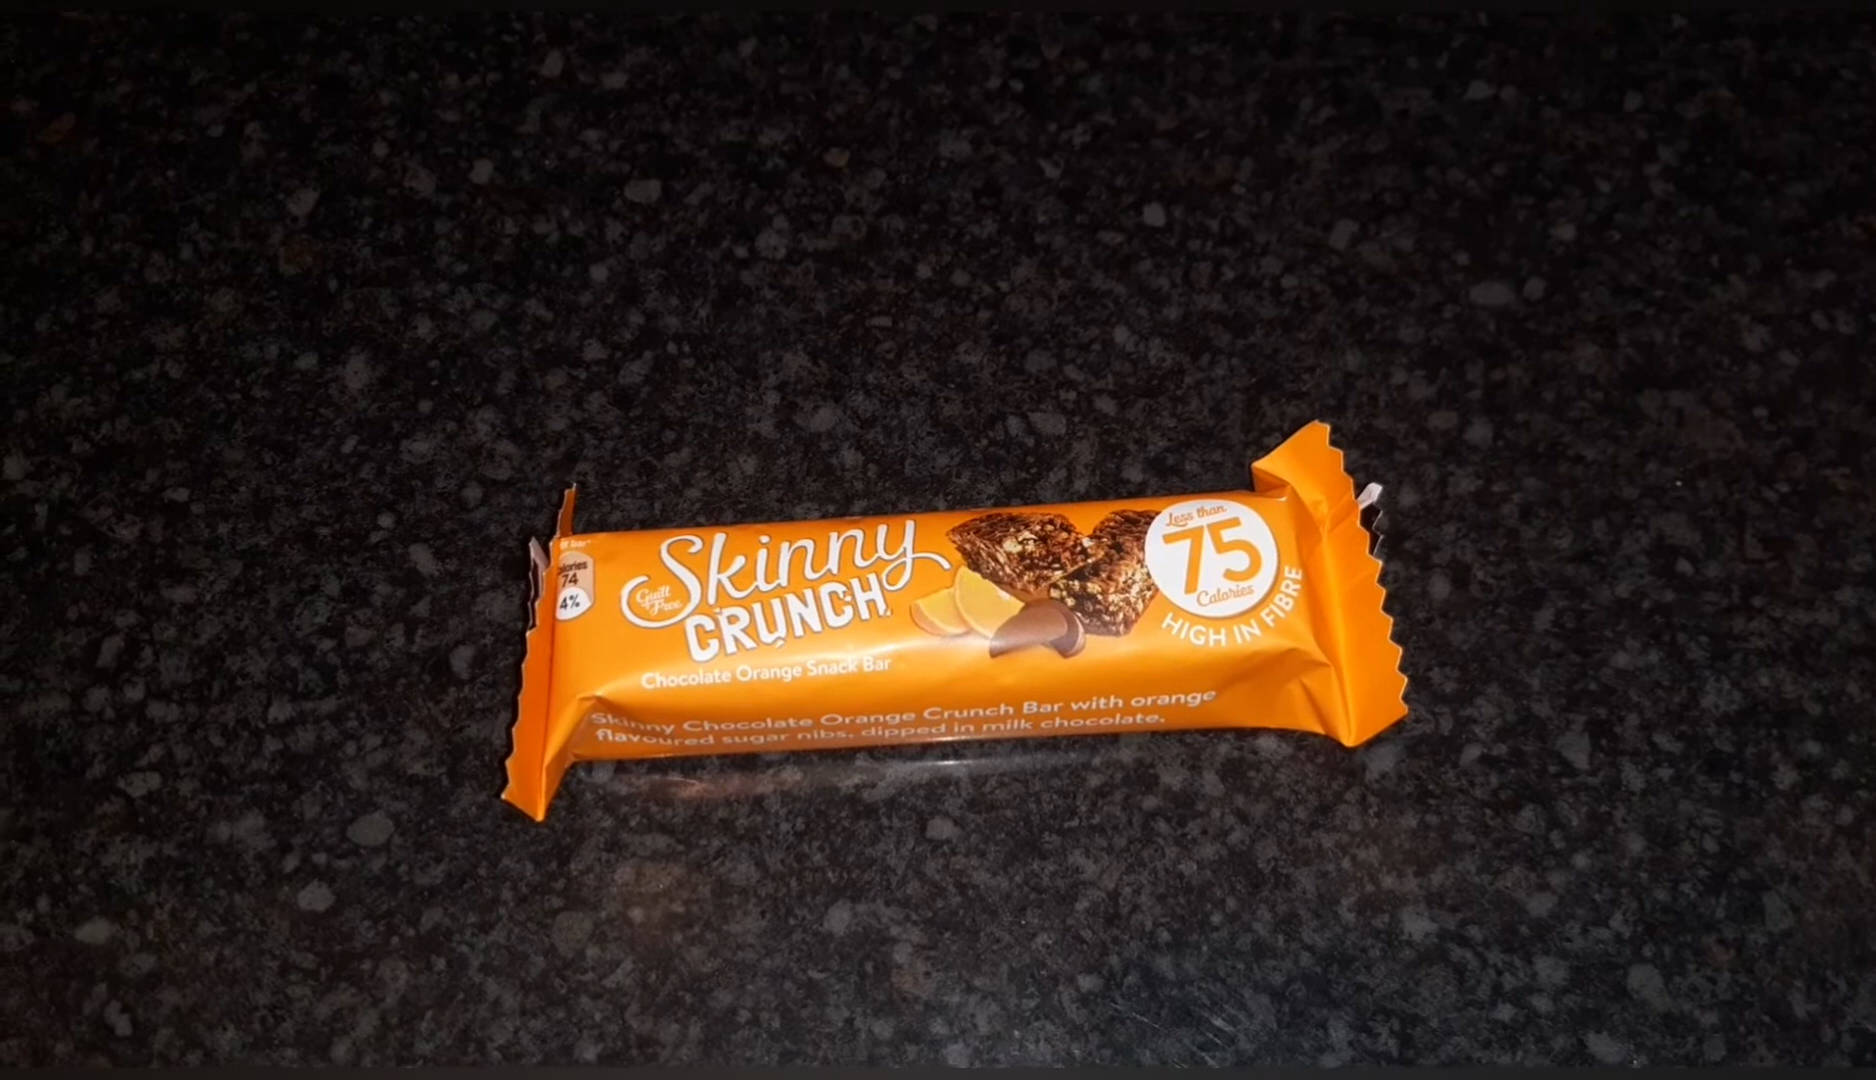 Calories
74
4%
Guilt
Free
Skinny
CRUNCH
Chocolate Orange Snack Bar
Less than
75
Calories
HIGH IN FIBRE
Skinny Chocolate Orange Crunch Bar with orange
flavoured sugar nibs, dipped in milk chocolate.